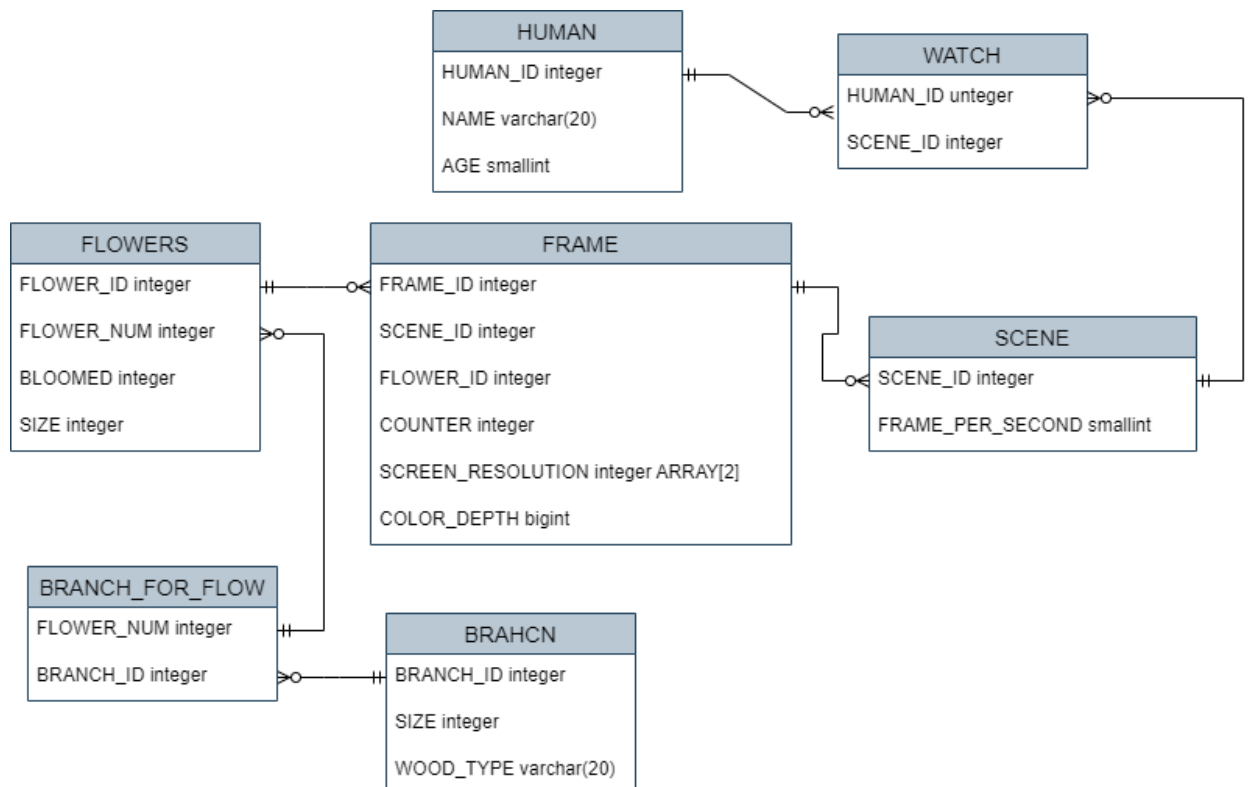 HUMAN
HUMAN_ID integer
NAME varchar(20)
AGE smallint
WATCH
HUMAN_ID unteger
SCENE_ID integer
FLOWERS
FLOWER_ID integer
FLOWER_NUM integer
BLOOMED integer
SIZE integer
FRAME
FRAME_ID integer
SCENE_ID integer
FLOWER_ID integer
COUNTER integer
SCREEN_RESOLUTION integer ARRAY[2]
COLOR_DEPTH bigint
SCENE
SCENE_ID integer
FRAME_PER_SECOND smallint
BRANCH_FOR_FLOW
FLOWER_NUM integer
BRANCH_ID integer
BRAHCN
BRANCH_ID integer
SIZE integer
WOOD_TYPE varchar(20)